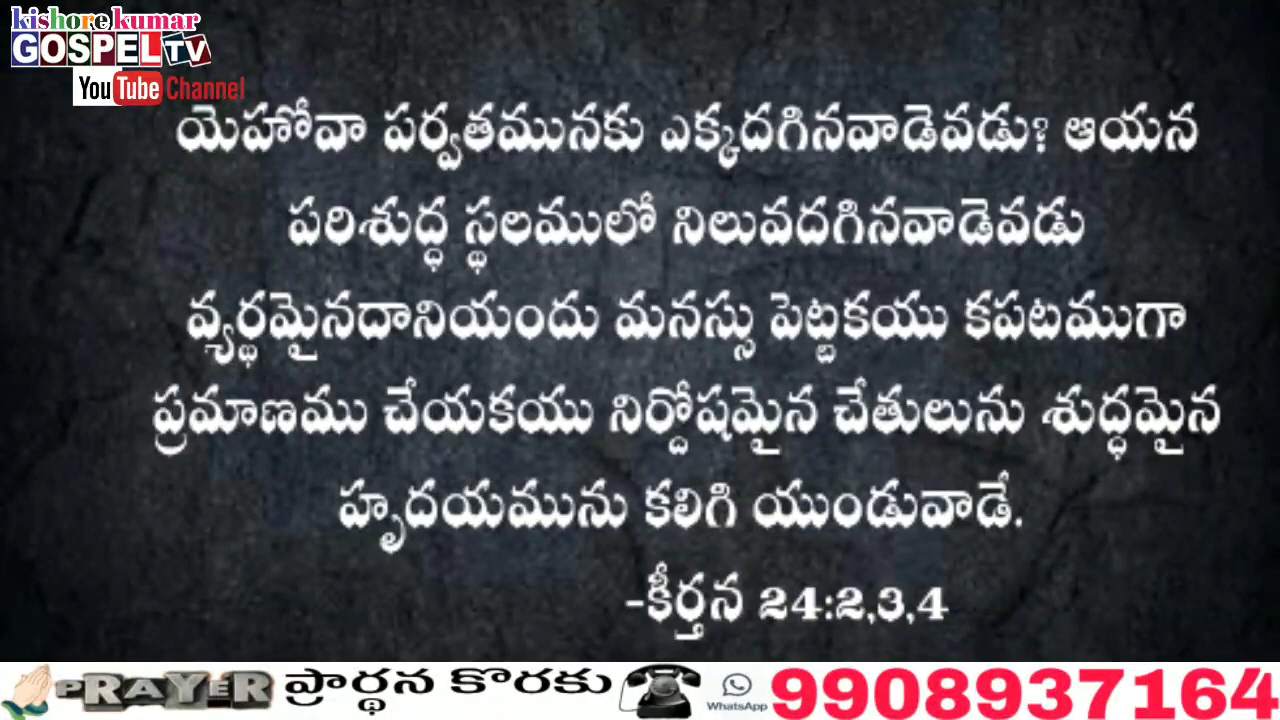 kishore kumar
GOSPEL TV
YouTube Channel
యెహోవా పర్వతమునకు ఎక్కదగినవాడెవడు? ఆయన
పరిశుద్ధ స్థలములో నిలువదగినవాడెవడు
వ్యర్థమైనదానియందు మనస్సు పెట్టకయు కపటముగా
ప్రమాణము చేయకయు నిర్దోషమైన చేతులును శుద్ధమైన
హృదయమును కలిగి యుండువాడే.
-కీర్తన 24:2,3,4
PRAYER ప్రార్థన కొరకు WhatsApp 9908937164